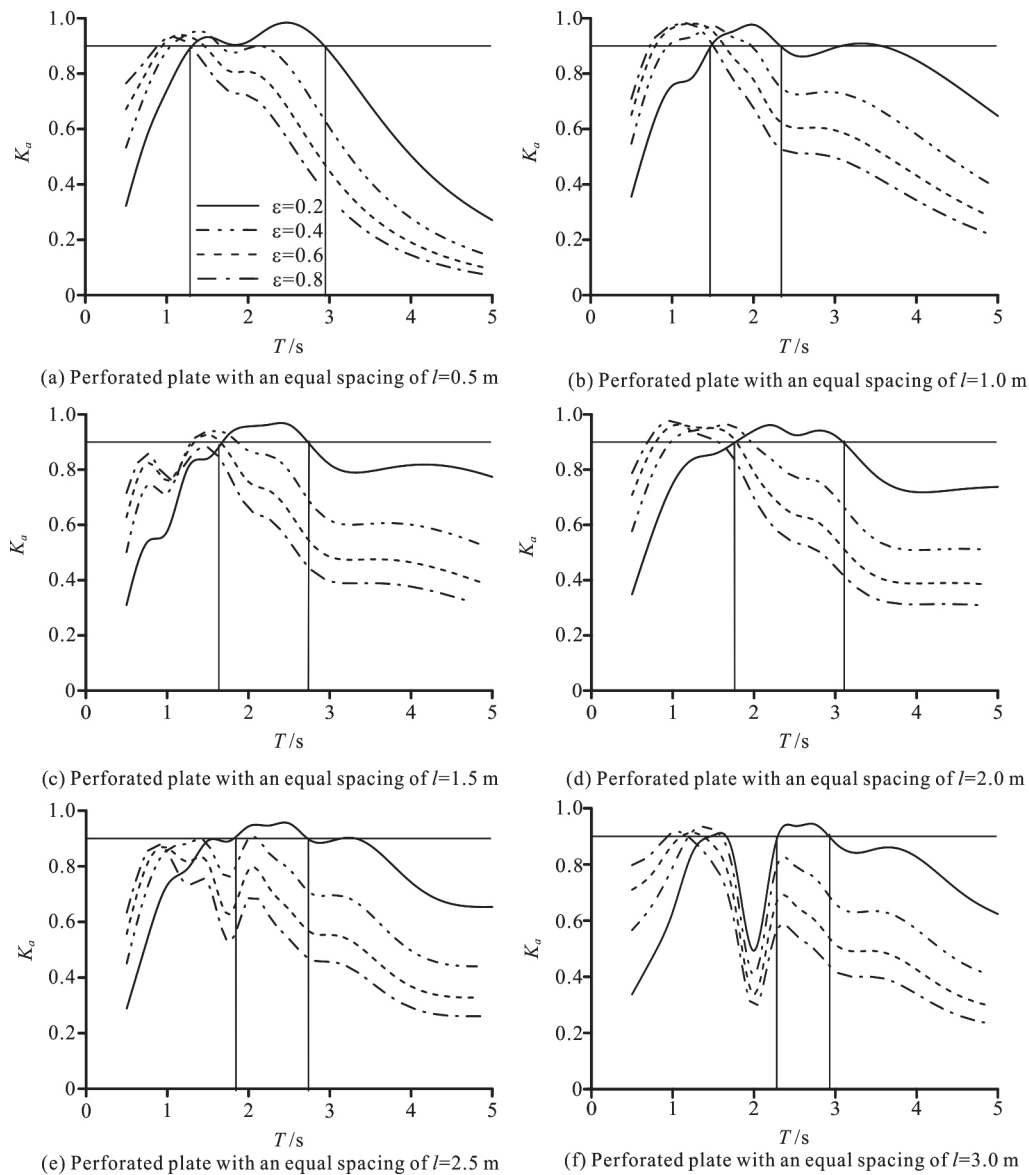 1.0
0.8
0.6
0.4
0.2
0
Ka
0 1 2 3 4 5
T/s
ε=0.2
ε=0.4
ε=0.6
ε=0.8
(a) Perforated plate with an equal spacing of l=0.5 m
1.0
0.8
0.6
0.4
0.2
0
Ka
0 1 2 3 4 5
T/s
(b) Perforated plate with an equal spacing of l=1.0 m
1.0
0.8
0.6
0.4
0.2
0
Ka
0 1 2 3 4 5
T/s
(c) Perforated plate with an equal spacing of l=1.5 m
1.0
0.8
0.6
0.4
0.2
0
Ka
0 1 2 3 4 5
T/s
(d) Perforated plate with an equal spacing of l=2.0 m
1.0
0.8
0.6
0.4
0.2
0
Ka
0 1 2 3 4 5
T/s
(e) Perforated plate with an equal spacing of l=2.5 m
1.0
0.8
0.6
0.4
0.2
0
Ka
0 1 2 3 4 5
T/s
(f) Perforated plate with an equal spacing of l=3.0 m